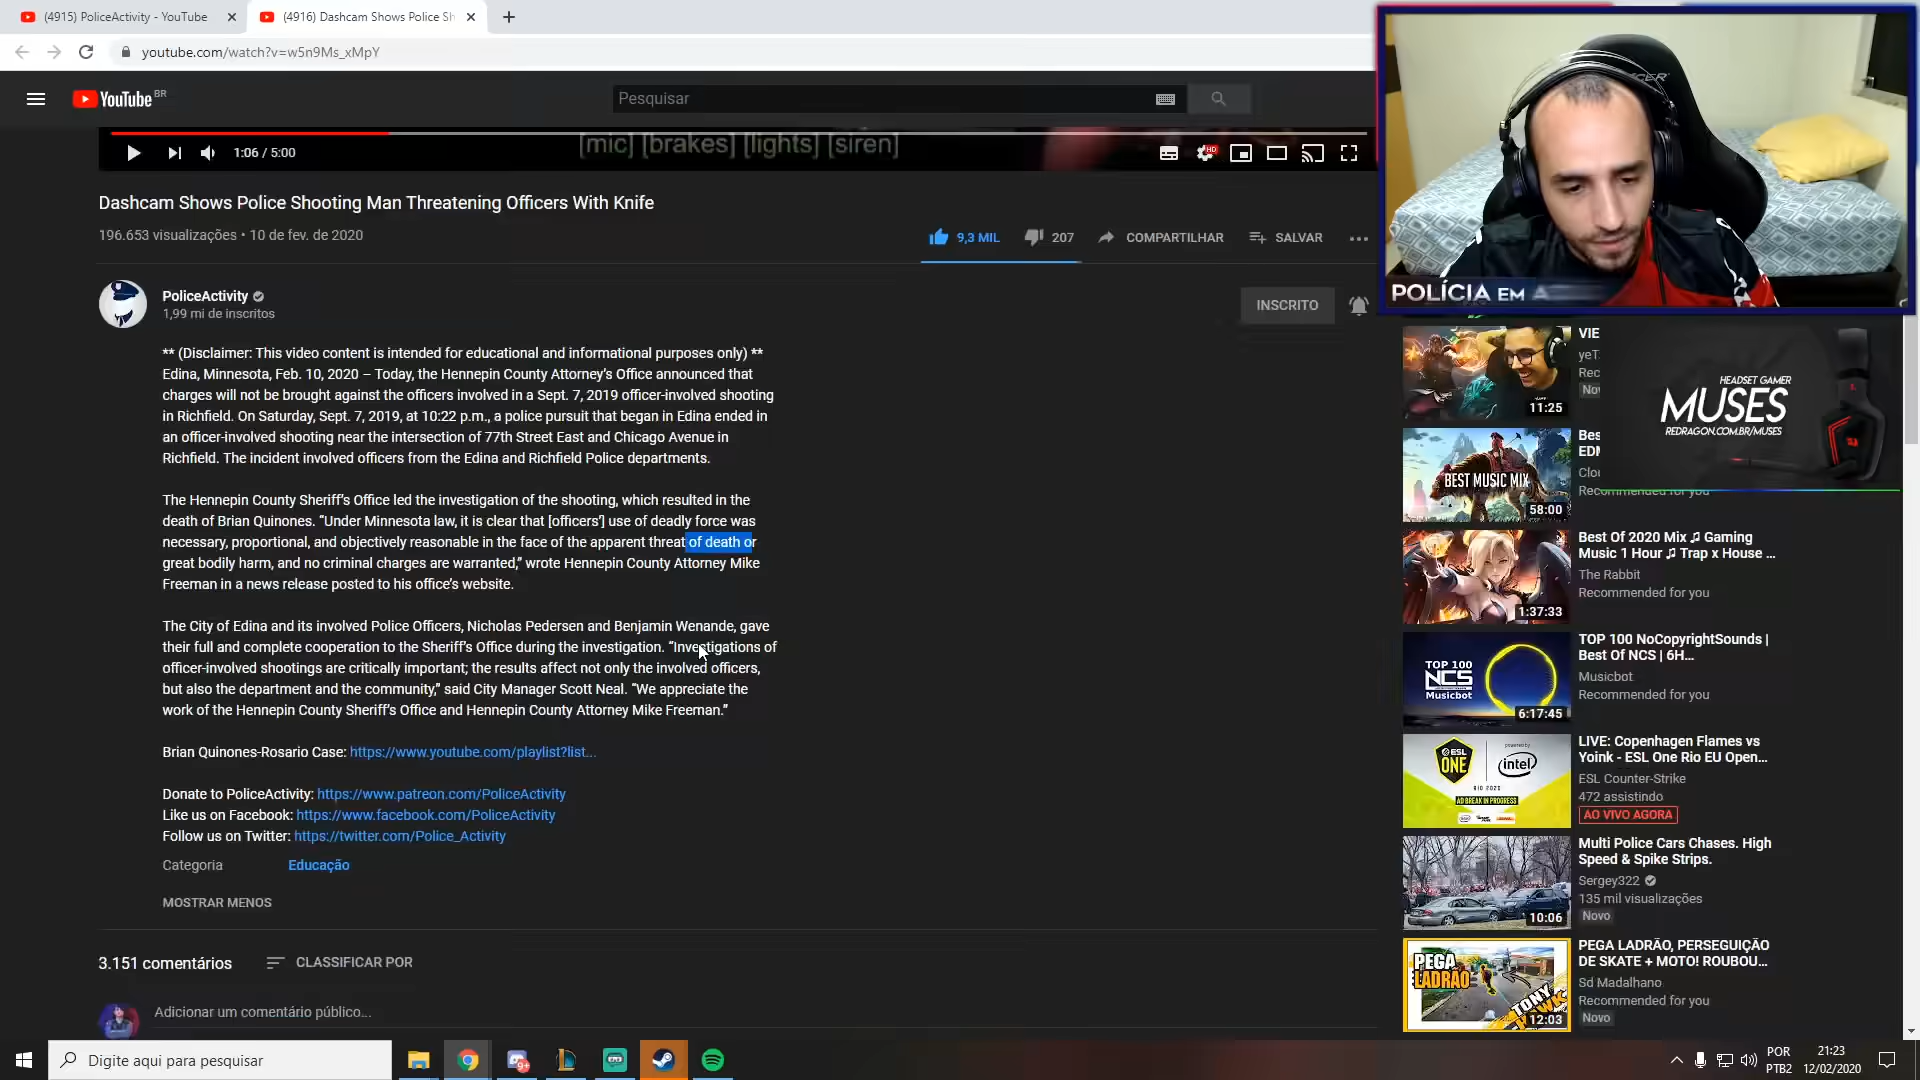 (4915) PoliceActivity - YouTube
(4916) Dashcam Shows Police Sh
youtube.com/watch?v=w5n9Ms_xMpY
YouTube BR
Pesquisar
1:06 / 5:00
[mic] [brakes] [lights] [siren]
HD
Dashcam Shows Police Shooting Man Threatening Officers With Knife
196.653 visualizações • 10 de fev. de 2020
9,3 MIL
207
COMPARTILHAR
SALVAR
PoliceActivity
1,99 mi de inscritos
INSCRITO
** (Disclaimer: This video content is intended for educational and informational purposes only) **
Edina, Minnesota, Feb. 10, 2020 – Today, the Hennepin County Attorney’s Office announced that
charges will not be brought against the officers involved in a Sept. 7, 2019 officer-involved shooting
in Richfield. On Saturday, Sept. 7, 2019, at 10:22 p.m., a police pursuit that began in Edina ended in
an officer-involved shooting near the intersection of 77th Street East and Chicago Avenue in
Richfield. The incident involved officers from the Edina and Richfield Police departments.
The Hennepin County Sheriff’s Office led the investigation of the shooting, which resulted in the
death of Brian Quinones. “Under Minnesota law, it is clear that [officers’] use of deadly force was
necessary, proportional, and objectively reasonable in the face of the apparent threat of death or
great bodily harm, and no criminal charges are warranted,” wrote Hennepin County Attorney Mike
Freeman in a news release posted to his office’s website.
The City of Edina and its involved Police Officers, Nicholas Pedersen and Benjamin Wenande, gave
their full and complete cooperation to the Sheriff’s Office during the investigation. “Investigations of
officer-involved shootings are critically important; the results affect not only the involved officers,
but also the department and the community,” said City Manager Scott Neal. “We appreciate the
work of the Hennepin County Sheriff’s Office and Hennepin County Attorney Mike Freeman.”
Brian Quinones-Rosario Case: https://www.youtube.com/playlist?list...
Donate to PoliceActivity: https://www.patreon.com/PoliceActivity
Like us on Facebook: https://www.facebook.com/PoliceActivity
Follow us on Twitter: https://twitter.com/Police_Activity
Categoria
Educação
MOSTRAR MENOS
3.151 comentários
CLASSIFICAR POR
Adicionar um comentário público...
POLÍCIA EM A
VIE
yeT
Rec
Nov
11:25
HEADSET GAMER
MUSES
REDRAGON.COM.BR/MUSES
BEST MUSIC MIX
58:00
Bes
EDM
Clou
Recommended for you
1:37:33
Best Of 2020 Mix ♫ Gaming
Music 1 Hour ♫ Trap x House ...
The Rabbit
Recommended for you
TOP 100
NCS
Musicbot
6:17:45
TOP 100 NoCopyrightSounds |
Best Of NCS | 6H...
Musicbot
Recommended for you
ESL
ONE
powered by
intel
RIO 2020
AD BREAK IN PROGRESS
LIVE: Copenhagen Flames vs
Yoink - ESL One Rio EU Open...
ESL Counter-Strike
472 assistindo
AO VIVO AGORA
10:06
Multi Police Cars Chases. High
Speed & Spike Strips.
Sergey322
135 mil visualizações
Novo
PEGA
LADRÃO
TONY
HAWK
12:03
PEGA LADRÃO, PERSEGUIÇÃO
DE SKATE + MOTO! ROUBOU...
Sd Madalhano
Recommended for you
Novo
Digite aqui para pesquisar
9+
POR
PTB2
21:23
12/02/2020